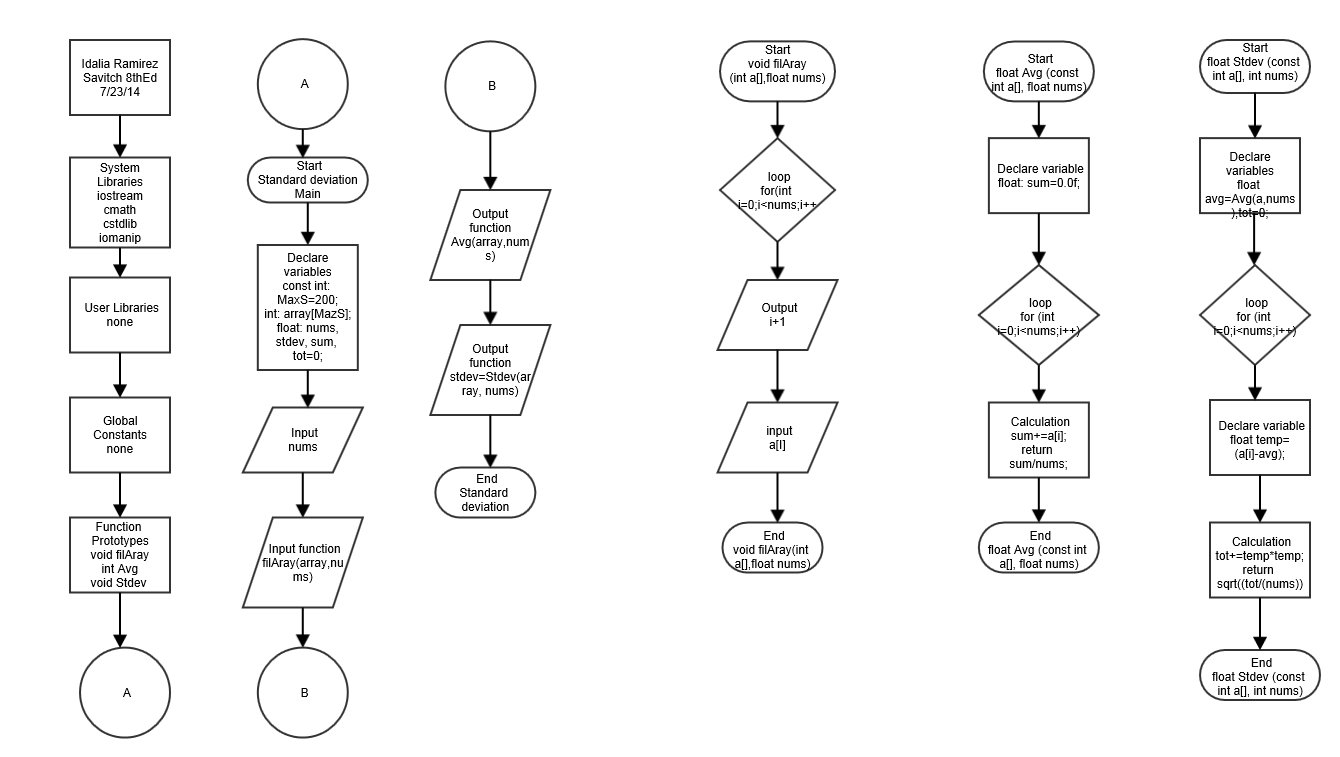 Idalia Ramirez
Savitch 8thEd
7/23/14
System
Libraries
iostream
cmath
cstdlib
iomanip
User Libraries
none
Global
Constants
none
Function
Prototypes
void filAray
int Avg
void Stdev
A
A
Start
Standard deviation
Main
Declare
variables
const int:
MaxS=200;
int: array[MazS];
float: nums,
stdev, sum,
tot=0;
Input
nums
Input function
filAray(array,nu
ms)
B
B
Output
function
Avg(array,num
s)
Output
function
stdev=Stdev(ar
ray, nums)
End
Standard
deviation
Start
void filAray
(int a[],float nums)
loop
for(int
i=0;i<nums;i++
Output
i+1
input
a[I]
End
void filAray(int
a[],float nums)
Start
float Avg (const
int a[], float nums)
Declare variable
float: sum=0.0f;
loop
for (int
i=0;i<nums;i++)
Calculation
sum+=a[i];
return
sum/nums;
End
float Avg (const int
a[], float nums)
Start
float Stdev (const
int a[], int nums)
Declare
variables
float
avg=Avg(a,nums
),tot=0;
loop
for (int
i=0;i<nums;i++)
Declare variable
float temp=
(a[i]-avg);
Calculation
tot+=temp*temp;
return
sqrt((tot/(nums))
End
float Stdev (const
int a[], int nums)